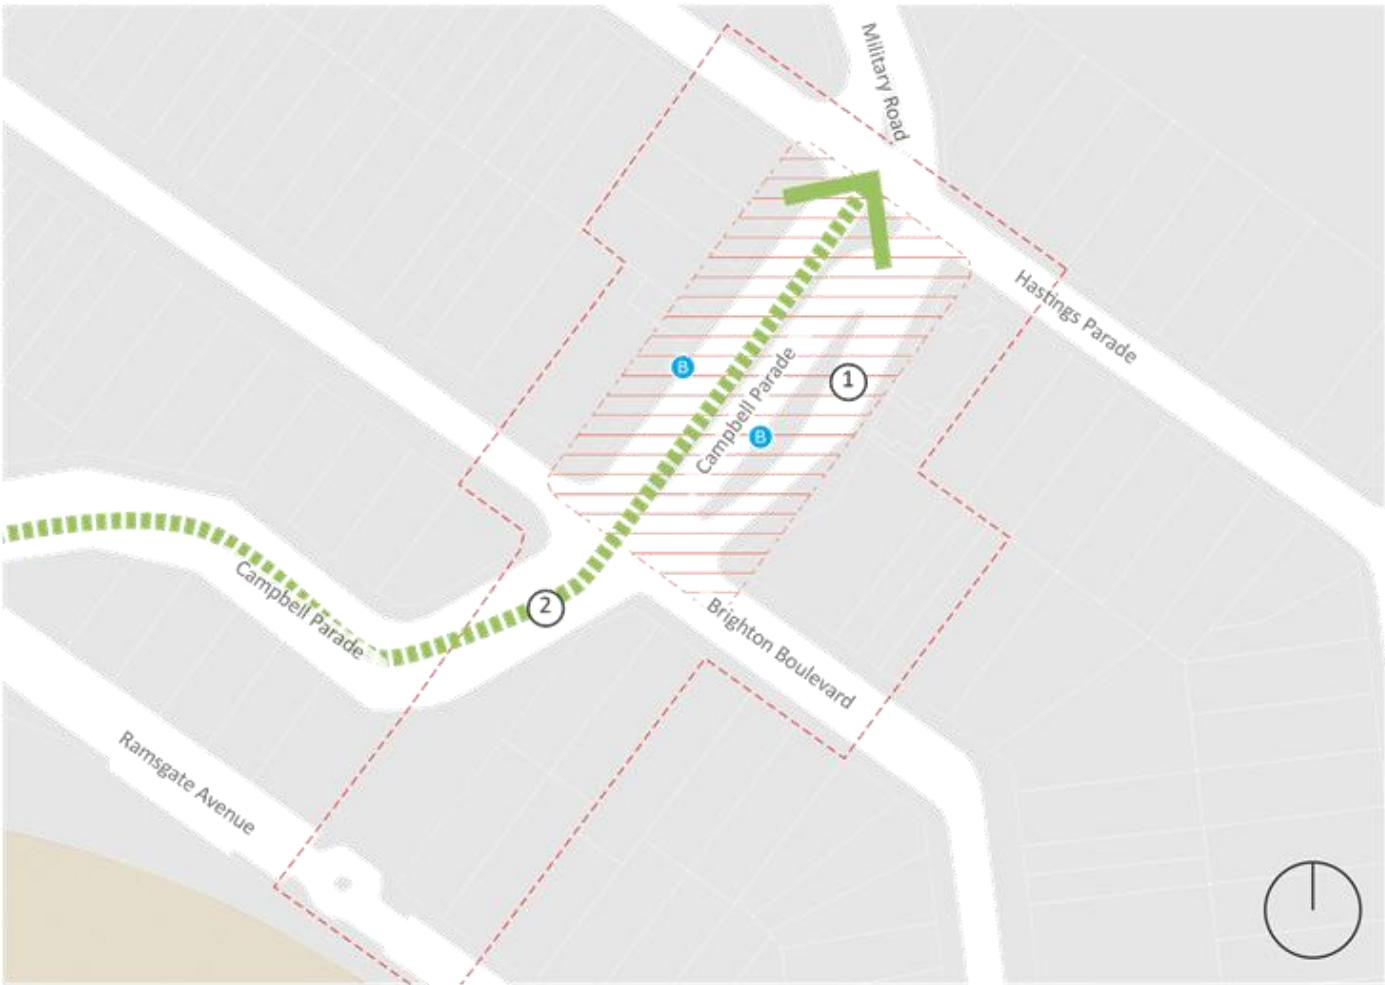 Military Road
Hastings Parade
B
1
Campbell Parade
B
Campbell Parade
2
Brighton Boulevard
Ramsgate Avenue